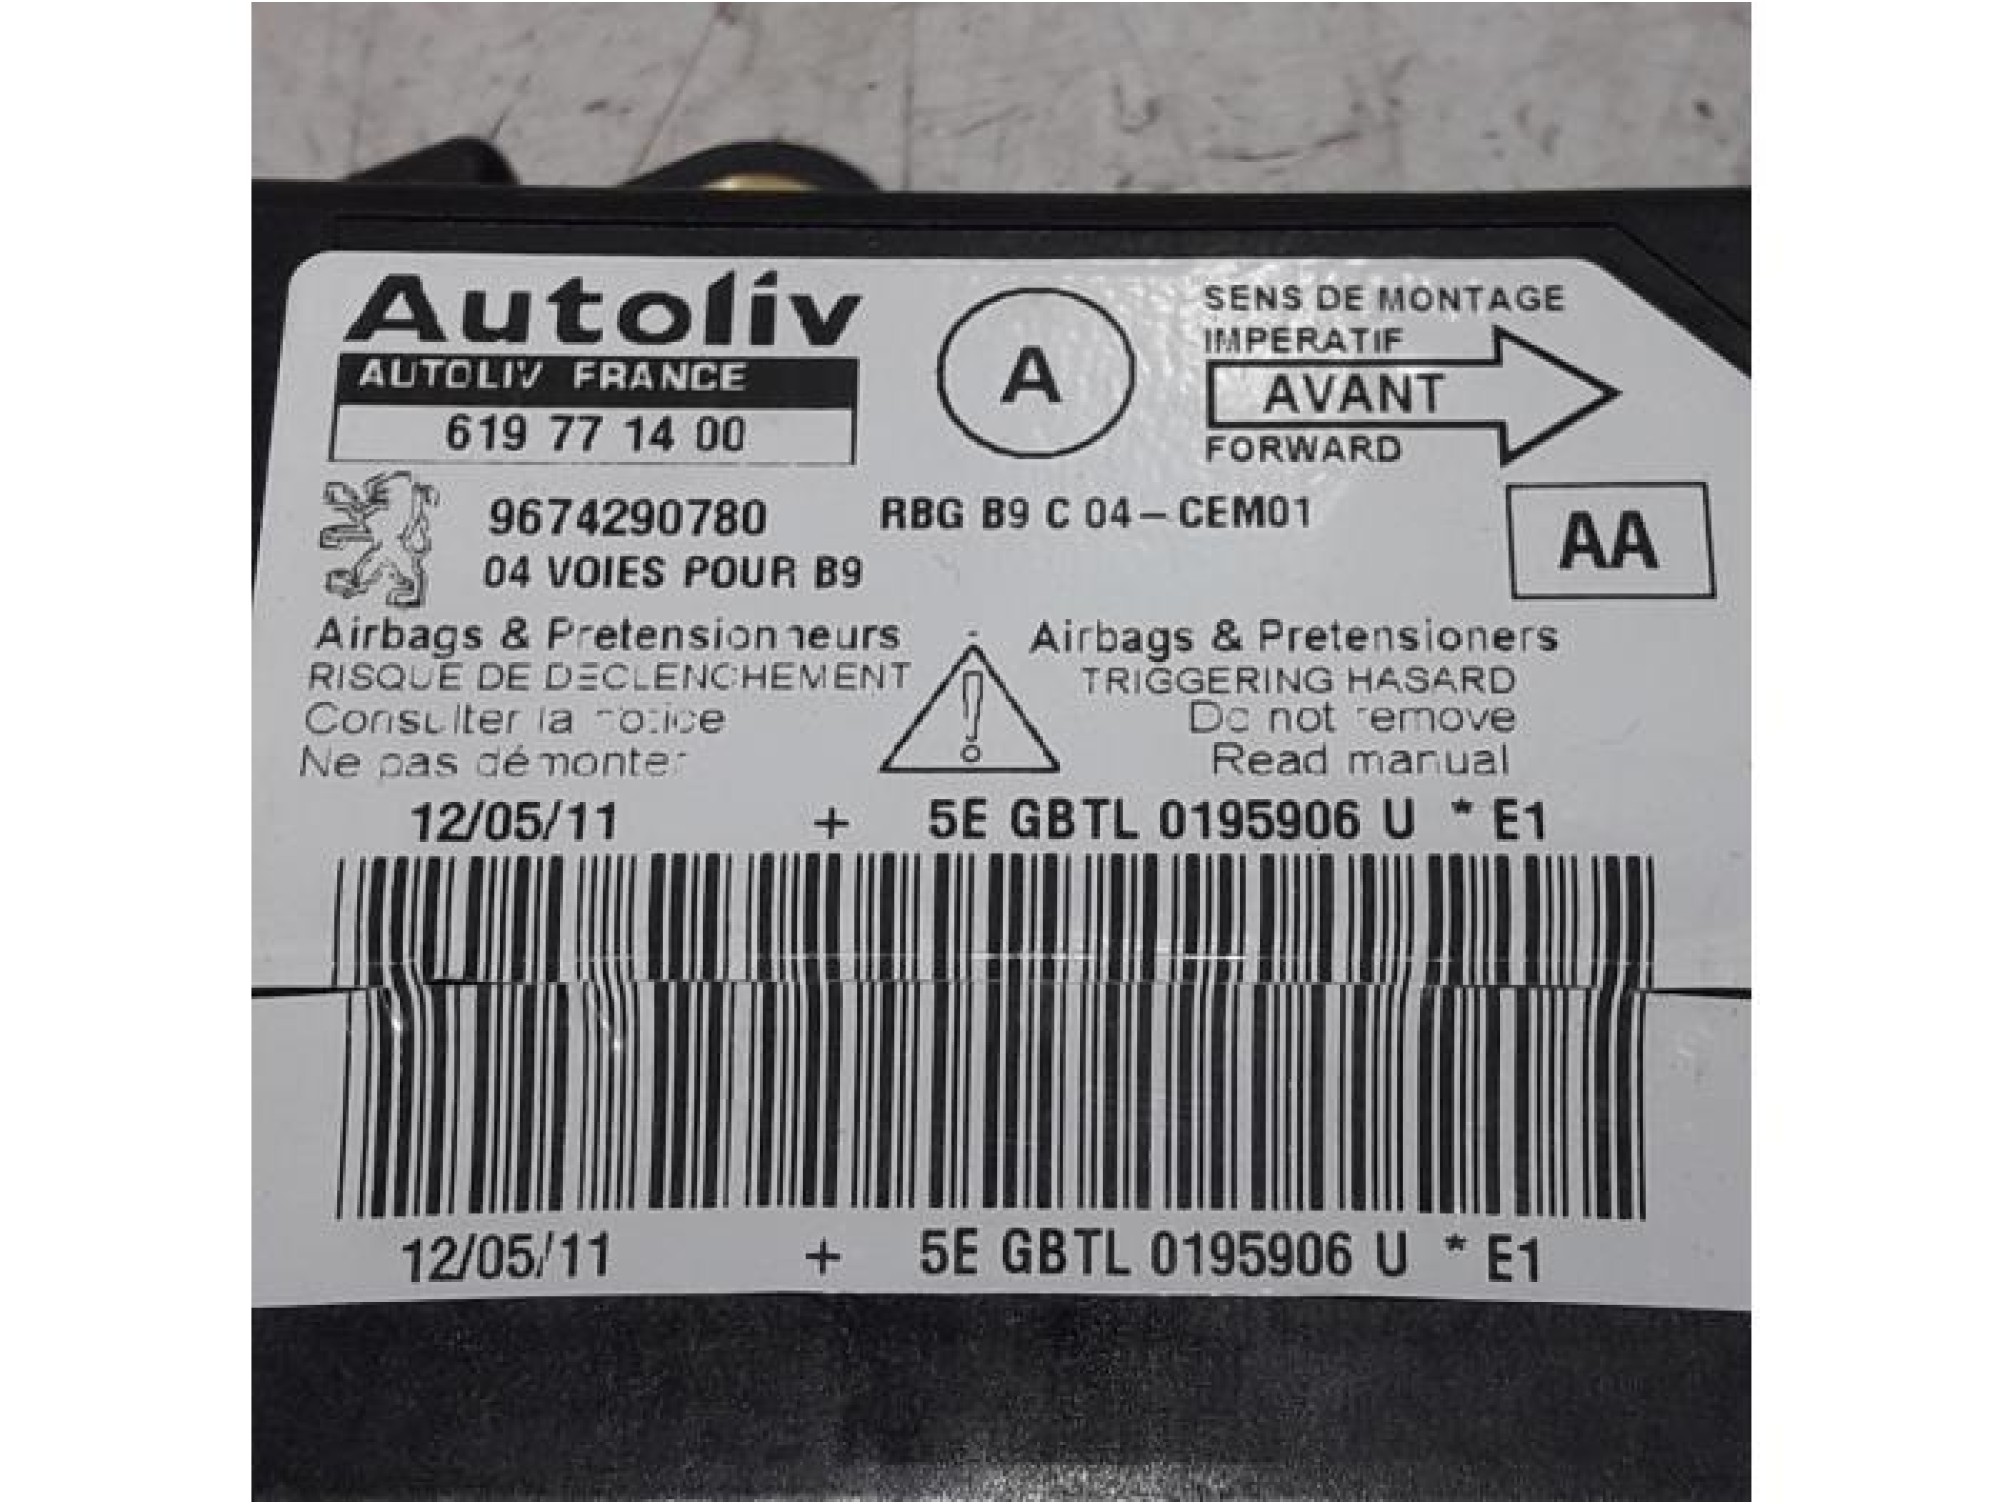 Autoliv
AUTOLIV FRANCE
619 77 14 00
A
SENS DE MONTAGE
IMPERATIF
AVANT
FORWARD
9674290780
RBG B9 C 04-CEM01
04 VOIES POUR B9
AA
Airbags & Pretensionneurs
RISQUE DE DECLENCHEMENT
Consulter la notice
Ne pas démonter
Airbags & Pretensioners
TRIGGERING HASARD
Do not remove
Read manual
12/05/11 + 5E GBTL 0195906 U * E1
12/05/11 + 5E GBTL 0195906 U * E1